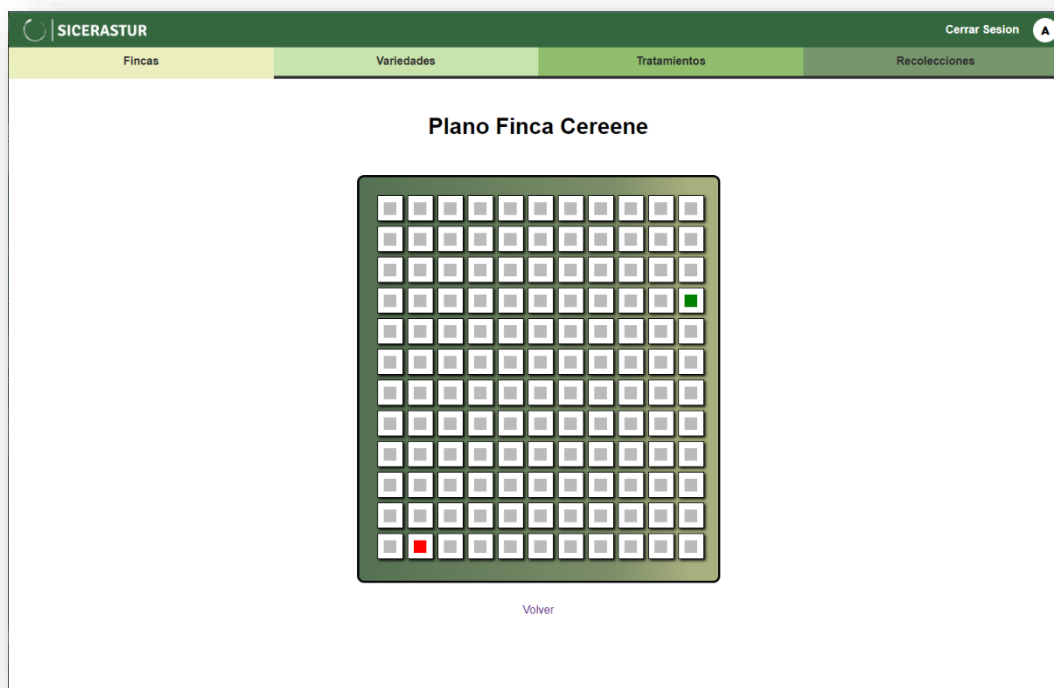 SICERASTUR
Cerrar Sesion A
Fincas Variedades Tratamientos Recolecciones
Plano Finca Cereene
Volver